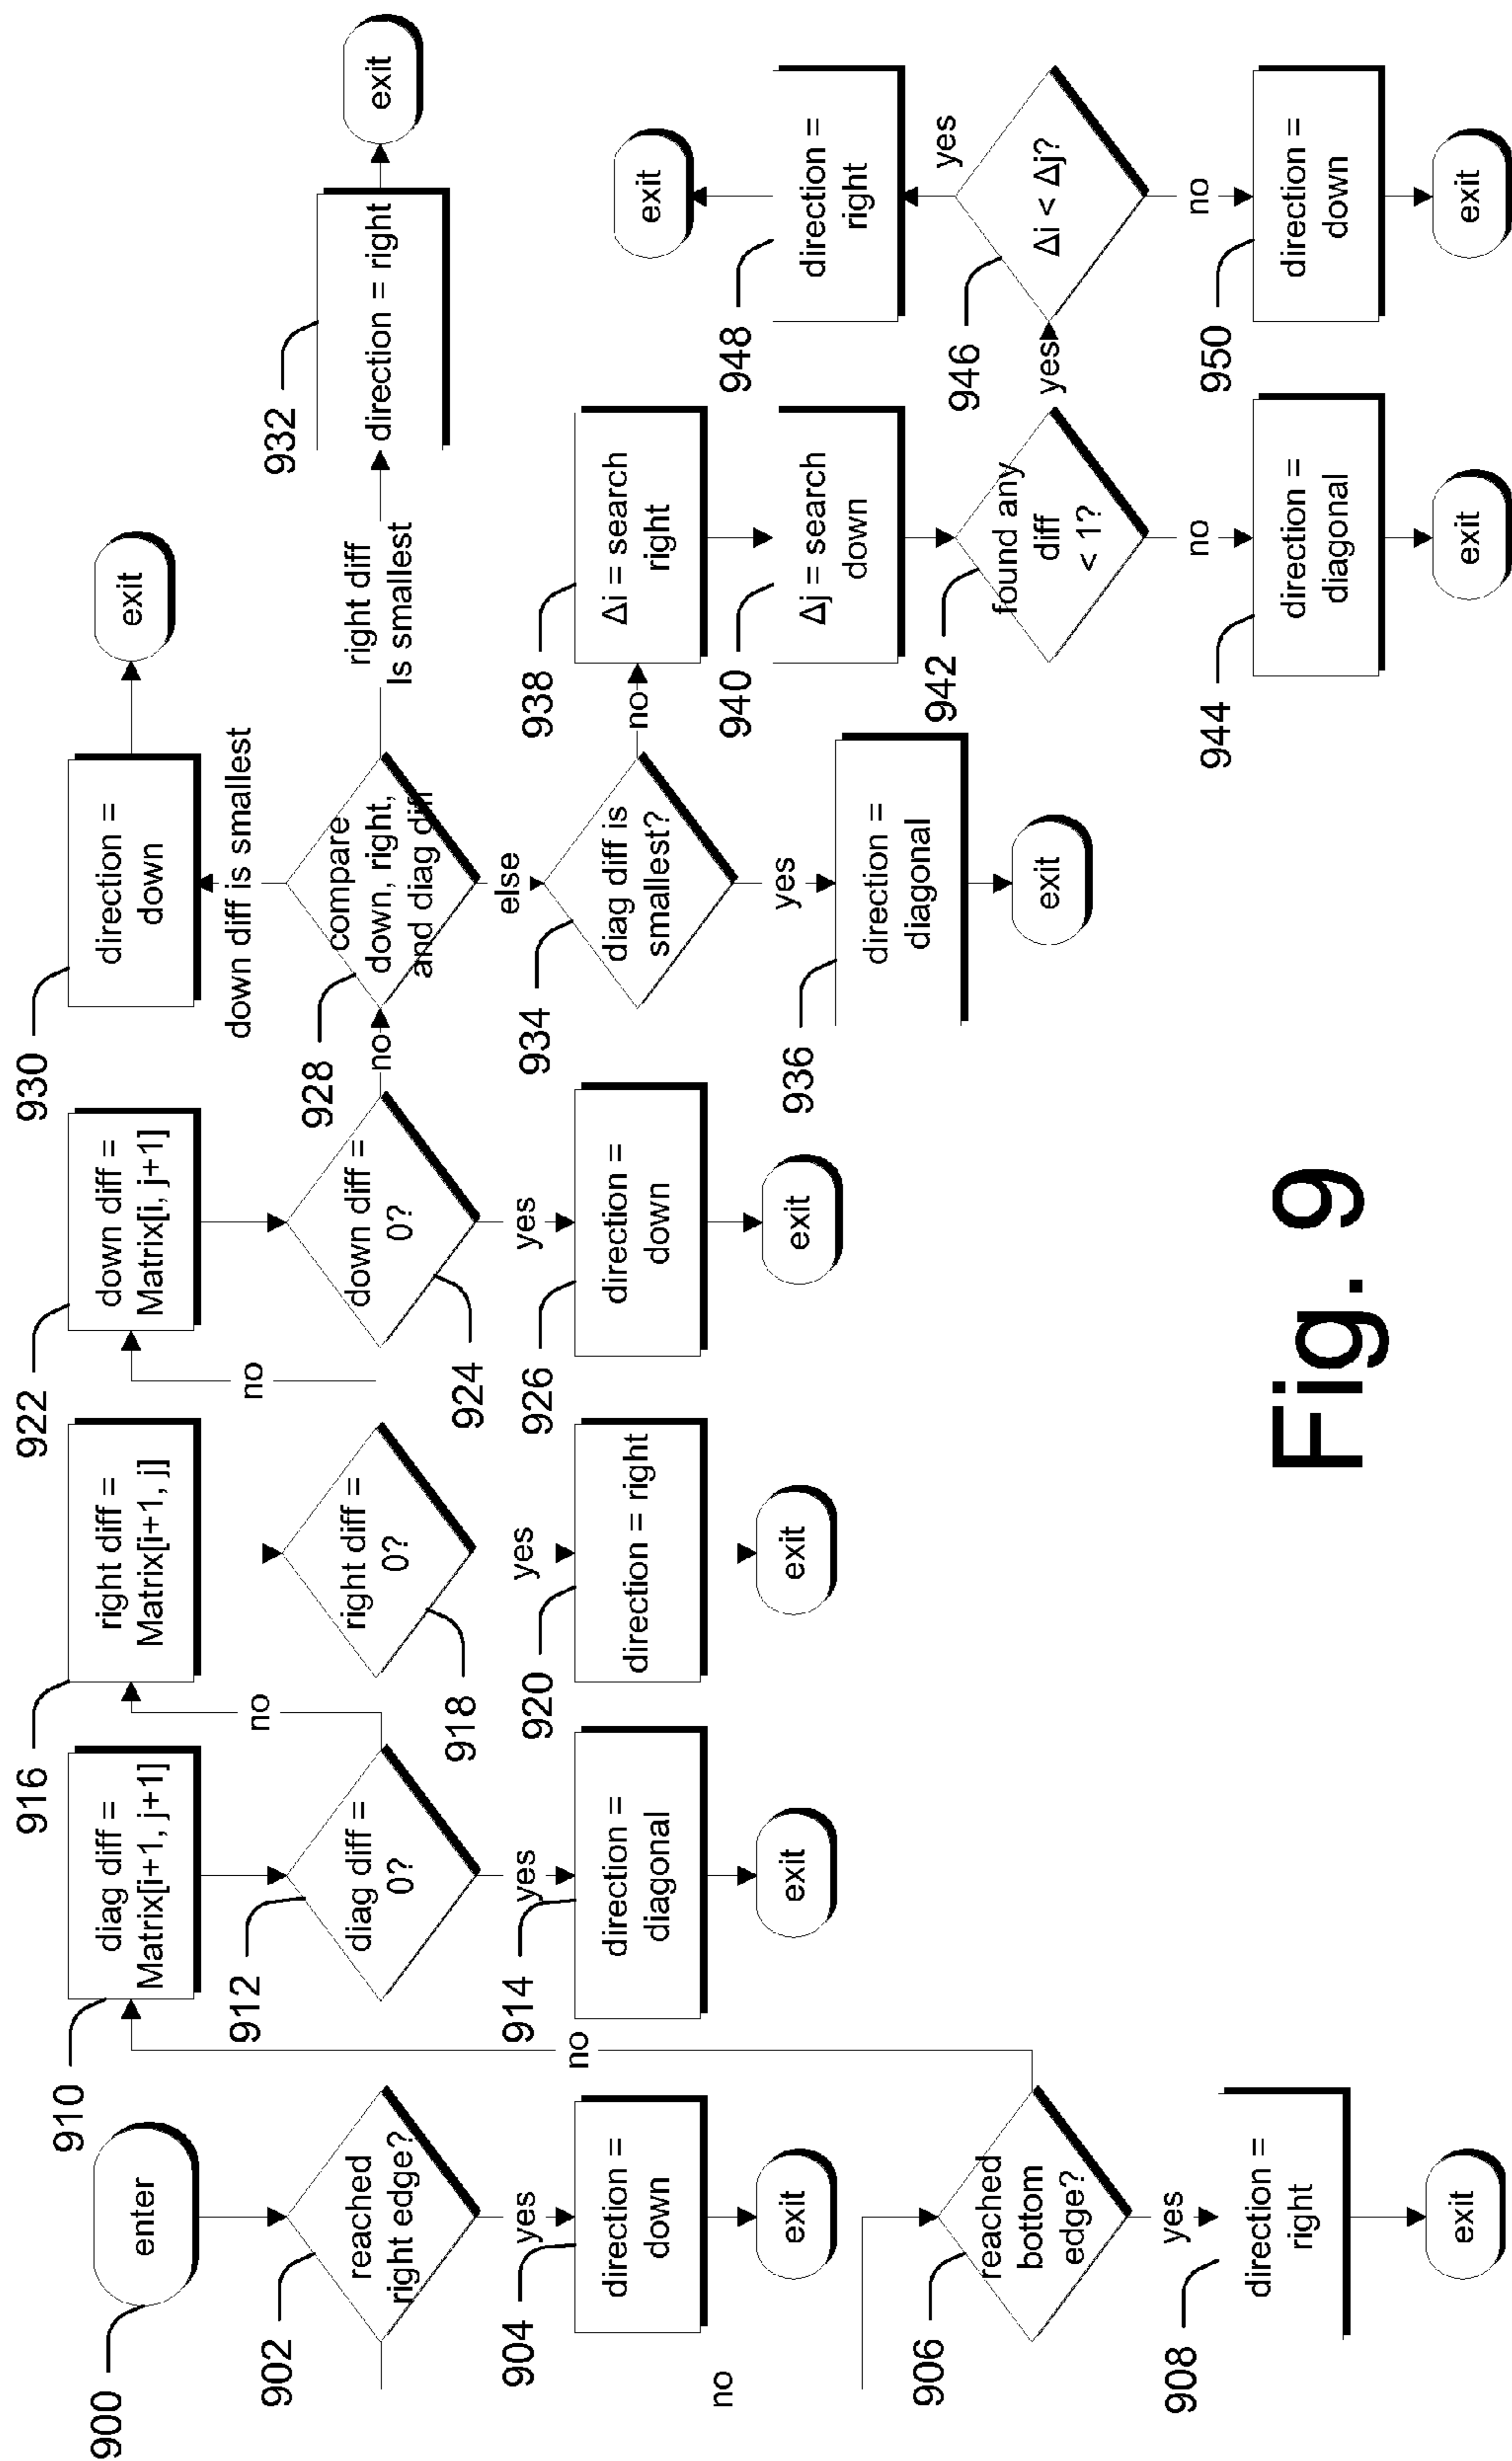 900
enter
902
reached
right edge?
yes
904
direction =
down
exit
no
906
reached
bottom
edge?
yes
908
direction =
right
exit
no
910
diag diff =
Matrix[i+1, j+1]
912
diag diff =
0?
yes
914
direction =
diagonal
exit
no
916
right diff =
Matrix[i+1, j]
918
right diff =
0?
yes
920
direction = right
exit
no
922
down diff =
Matrix[i, j+1]
924
down diff =
0?
yes
926
direction =
down
exit
no
928
compare
down, right,
and diag diff
down diff is smallest
930
direction =
down
exit
right diff
Is smallest
932
direction = right
exit
else
934
diag diff is
smallest?
yes
936
direction =
diagonal
exit
no
938
Δi = search
right
940
Δj = search
down
942
found any
diff
< 1?
no
944
direction =
diagonal
exit
yes
946
Δi < Δj?
yes
948
direction =
right
exit
no
950
direction =
down
exit
Fig. 9